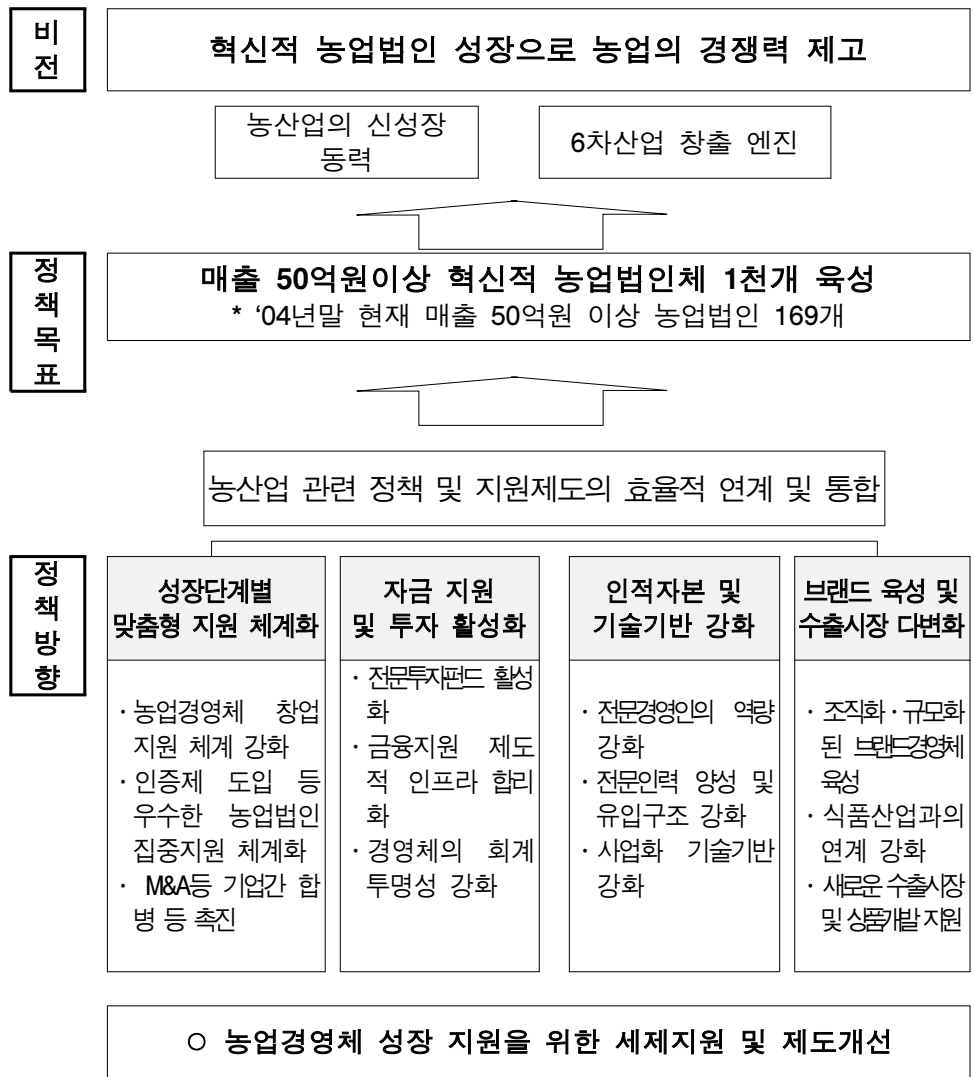 비
전
혁신적 농업법인 성장으로 농업의 경쟁력 제고
농산업의 신성장
동력
6차산업 창출 엔진
정
책
목
표
매출 50억원이상 혁신적 농업법인체 1천개 육성
* ‘04년말 현재 매출 50억원 이상 농업법인 169개
농산업 관련 정책 및 지원제도의 효율적 연계 및 통합
정
책
방
향
성장단계별
맞춤형 지원 체계화
· 농업경영체 창업
지원 체계 강화
· 인증제 도입 등
우수한 농업법인
집중지원 체계화
· M&A등 기업간 합
병 등 촉진
자금 지원
및 투자 활성화
· 전문투자펀드 활성
화
· 금융지원 제도
적 인프라 합리
화
· 경영체의 회계
투명성 강화
인적자본 및
기술기반 강화
· 전문경영인의 역량
강화
· 전문인력 양성 및
유입구조 강화
· 사업화 기술기반
강화
브랜드 육성 및
수출시장 다변화
· 조직화·규모화
된 브랜드경영체
육성
· 식품산업과의
연계 강화
· 새로운 수출시장
및 상품개발 지원
○ 농업경영체 성장 지원을 위한 세제지원 및 제도개선